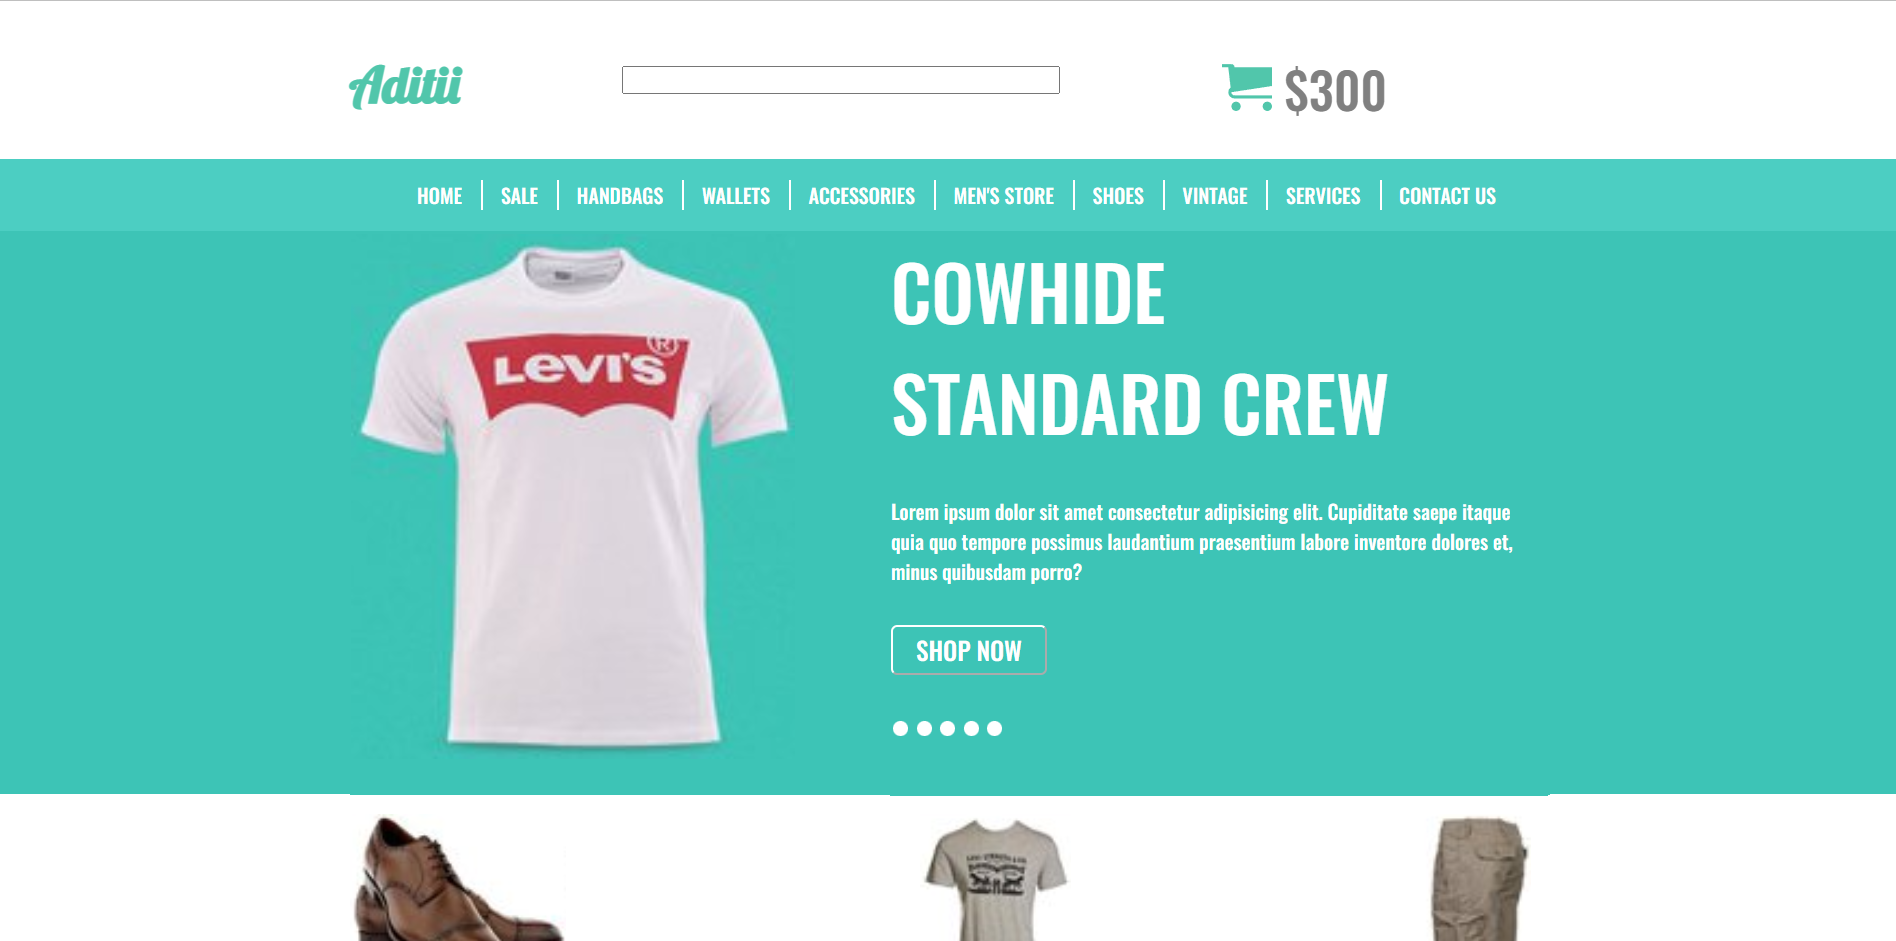 Aditii
$300
HOME SALE HANDBAGS WALLETS ACCESSORIES MEN'S STORE SHOES VINTAGE SERVICES CONTACT US
LEVI'S ®
COWHIDE
STANDARD CREW
Lorem ipsum dolor sit amet consectetur adipisicing elit. Cupiditate saepe itaque
quia quo tempore possimus laudantium praesentium labore inventore dolores et,
minus quibusdam porro?
SHOP NOW